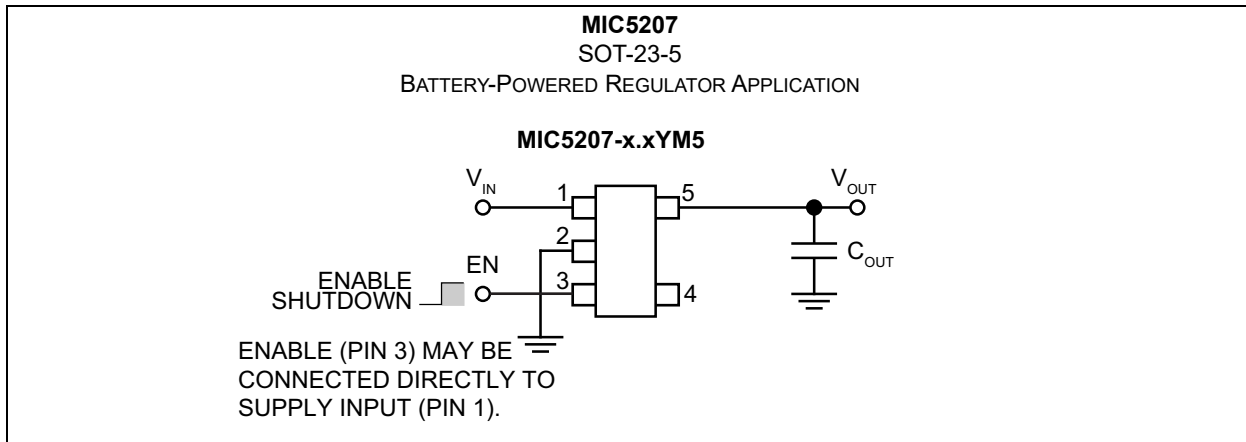 MIC5207
SOT-23-5
BATTERY-POWERED REGULATOR APPLICATION
MIC5207-x.xYM5
VIN
1
5
VOUT
2
COUT
EN
ENABLE
SHUTDOWN
3
4
ENABLE (PIN 3) MAY BE
CONNECTED DIRECTLY TO
SUPPLY INPUT (PIN 1).